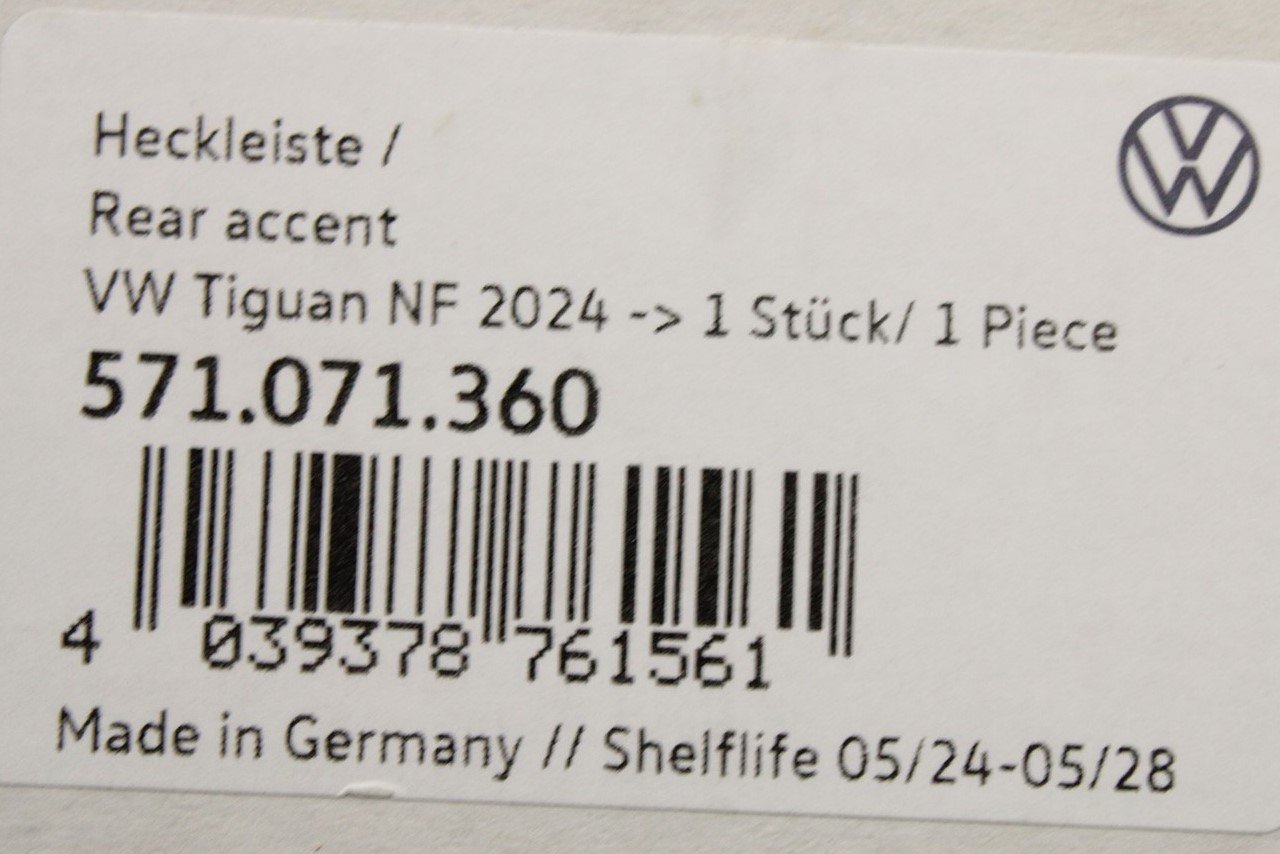 Heckleiste /
Rear accent
VW Tiguan NF 2024 -> 1 Stück/ 1 Piece
571.071.360
4 039378 761561
Made in Germany // Shelflife 05/24-05/28